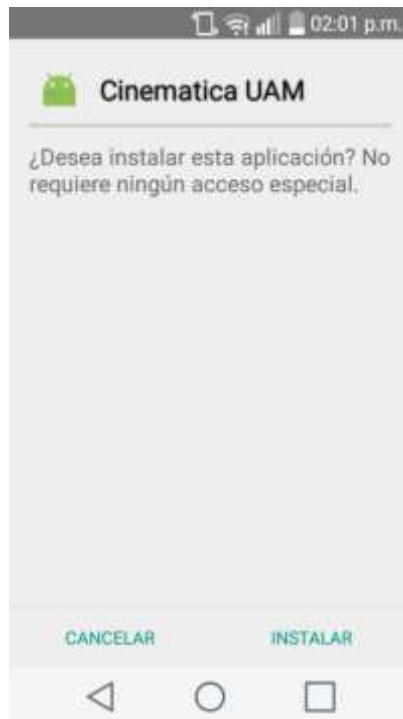 02:01 p.m.
Cinematica UAM
¿Desea instalar esta aplicación? No
requiere ningún acceso especial.
CANCELAR INSTALAR